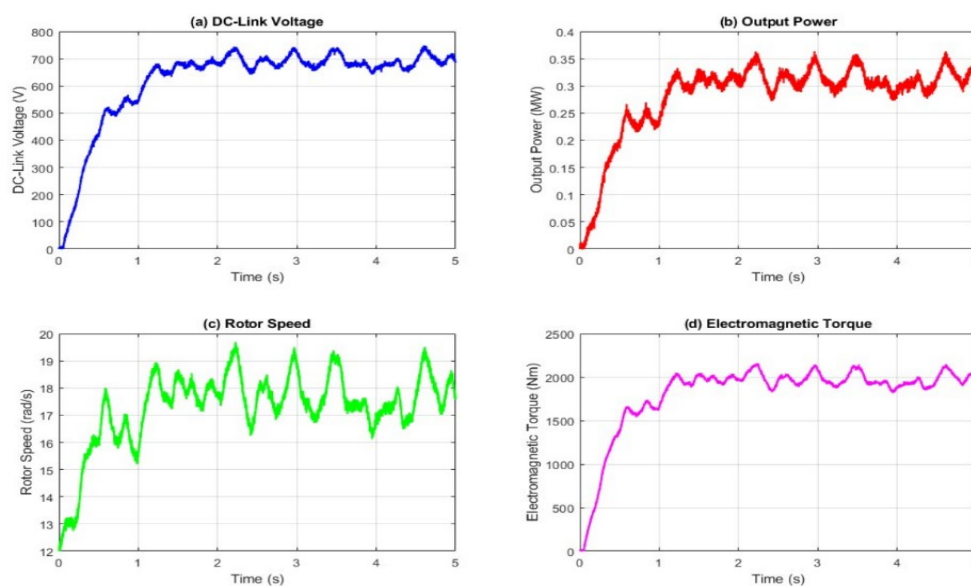 (a) DC-Link Voltage
DC-Link Voltage (V)
800
700
600
500
400
300
200
100
0
0 1 2 3 4 5
Time (s)
(b) Output Power
Output Power (MW)
0.4
0.35
0.3
0.25
0.2
0.15
0.1
0.05
0
0 1 2 3 4
Time (s)
(c) Rotor Speed
Rotor Speed (rad/s)
20
19
18
17
16
15
14
13
12
0 1 2 3 4 5
Time (s)
(d) Electromagnetic Torque
Electromagnetic Torque (Nm)
2500
2000
1500
1000
500
0
0 1 2 3 4
Time (s)